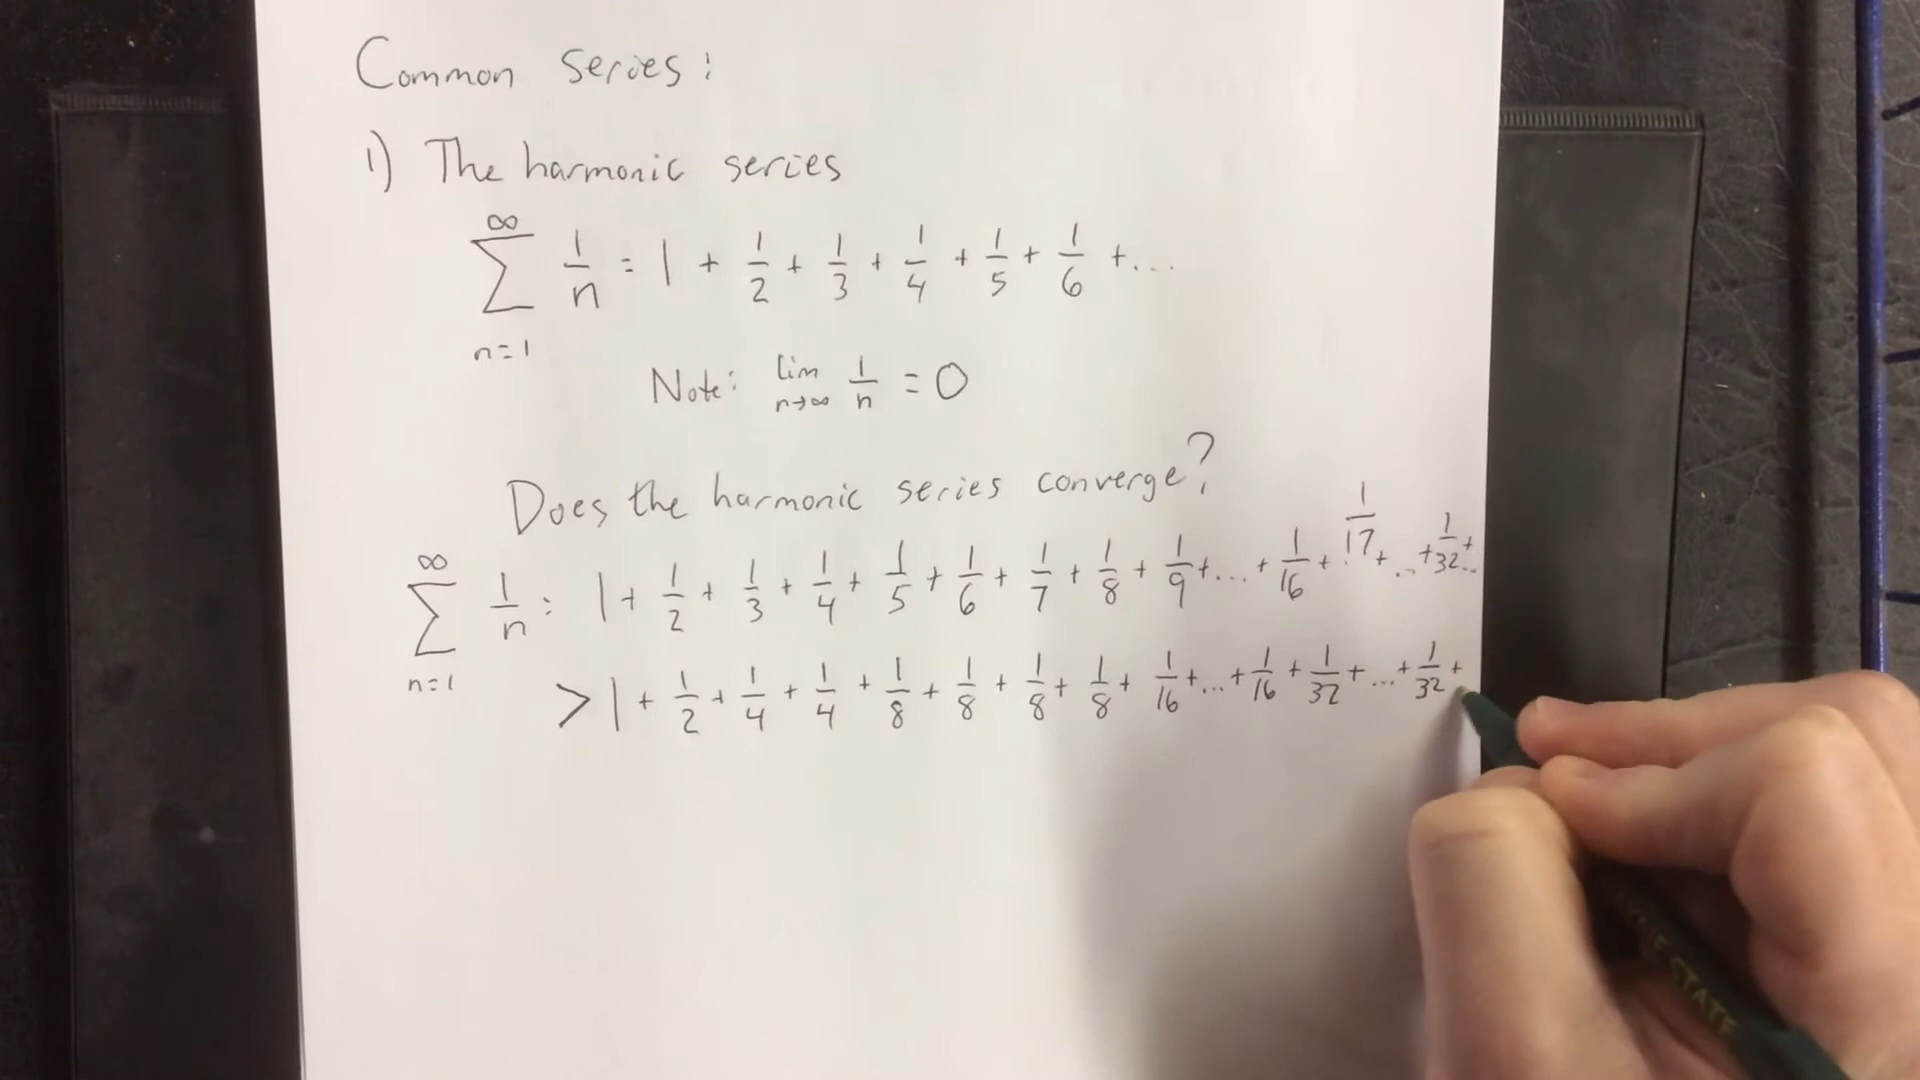 Common series:
1) The harmonic series
∞
∑ 1/n = 1 + 1/2 + 1/3 + 1/4 + 1/5 + 1/6 + ...
n=1
Note: lim n→∞ 1/n = 0
Does the harmonic series converge?
∞
∑ 1/n = 1 + 1/2 + 1/3 + 1/4 + 1/5 + 1/6 + 1/7 + 1/8 + 1/9 + ... + 1/16 + 1/17 + ... + 1/32 + ...
n=1
> 1 + 1/2 + 1/4 + 1/4 + 1/8 + 1/8 + 1/8 + 1/8 + 1/16 + ... + 1/16 + 1/32 + ... + 1/32 +
STATE